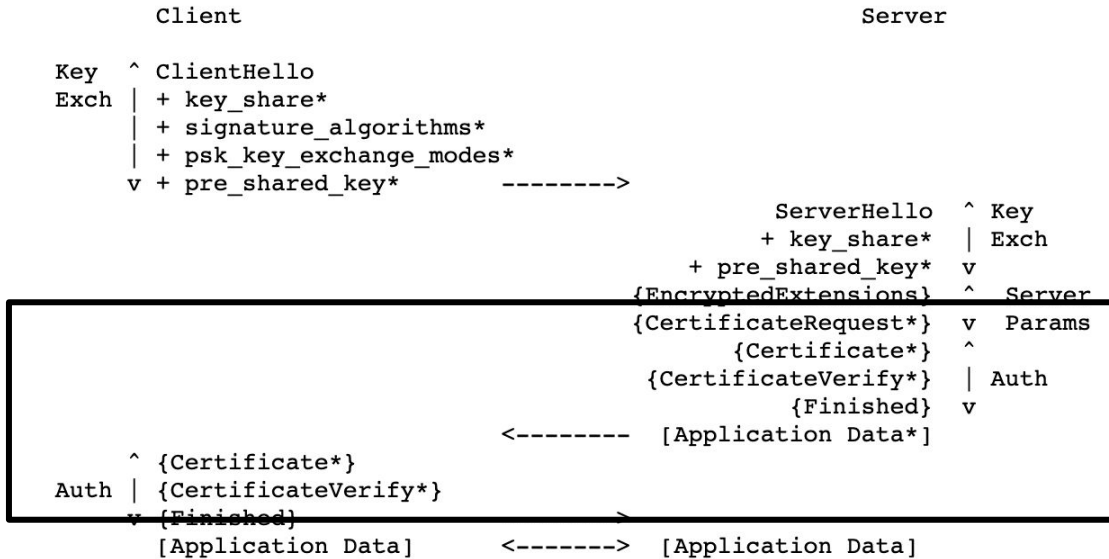 Client Server
Key ^ ClientHello
Exch | + key_share*
| + signature_algorithms*
| + psk_key_exchange_modes*
v + pre_shared_key* -------->
ServerHello ^ Key
+ key_share* | Exch
+ pre_shared_key* v
{EncryptedExtensions} ^ Server
{CertificateRequest*} v Params
{Certificate*} ^
{CertificateVerify*} | Auth
{Finished} v
<-------- [Application Data*]
^ {Certificate*}
Auth | {CertificateVerify*}
v {Finished} -------->
[Application Data] <-------> [Application Data]